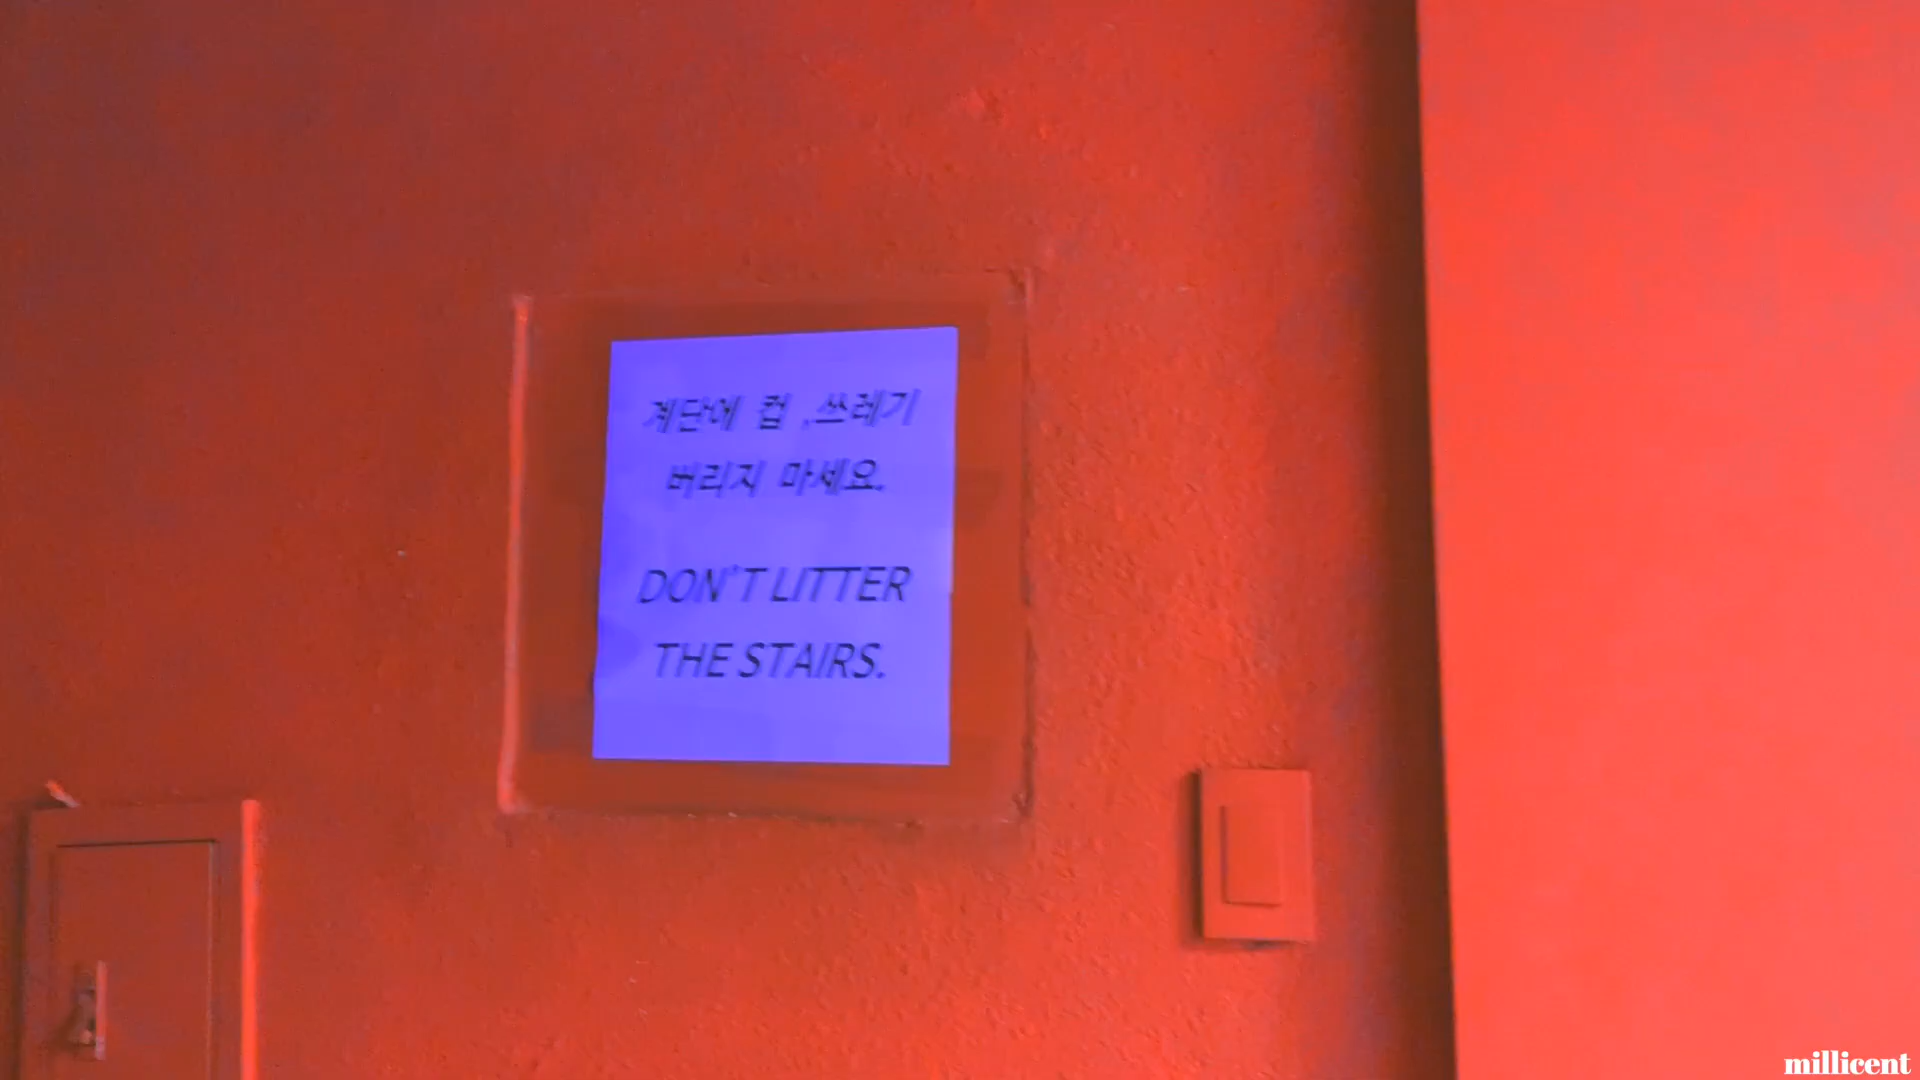 계단에 컵 ,쓰레기
버리지 마세요.
DON'T LITTER
THE STAIRS.
millicent